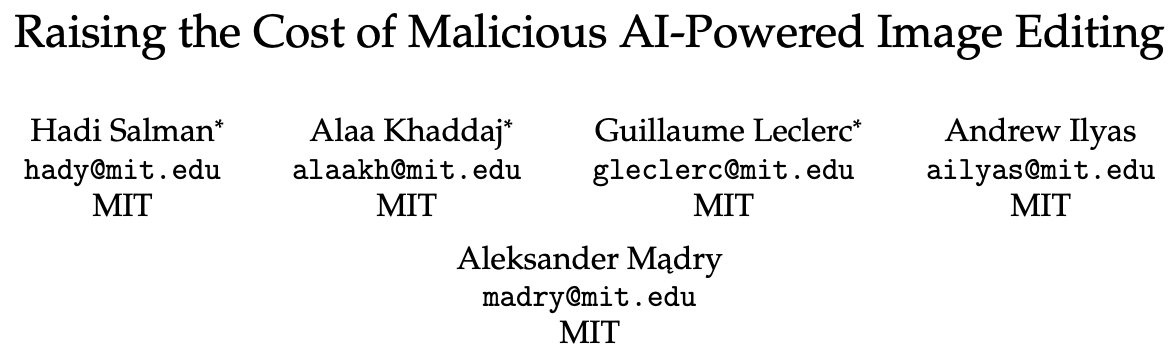 Raising the Cost of Malicious AI-Powered Image Editing
Hadi Salman* Alaa Khaddaj* Guillaume Leclerc* Andrew Ilyas
hady@mit.edu alaakh@mit.edu gleclerc@mit.edu ailyas@mit.edu
MIT MIT MIT MIT
Aleksander Mądry
madry@mit.edu
MIT